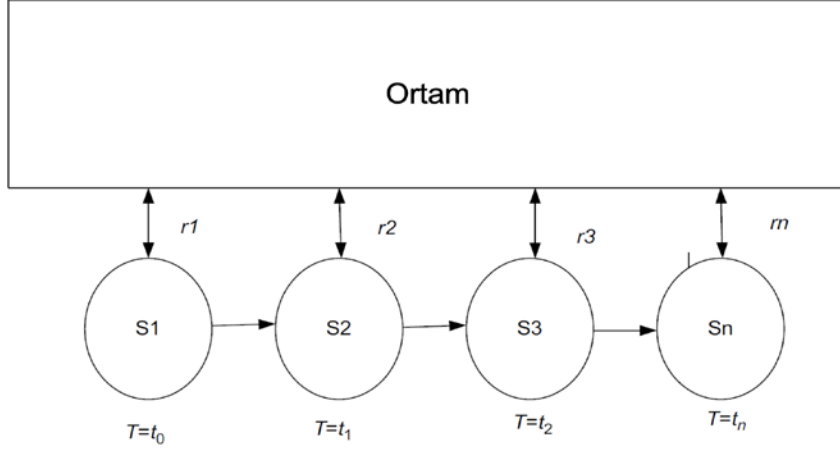 Ortam
r1
r2
r3
rn
S1
S2
S3
Sn
T=t₀
T=t₁
T=t₂
T=tₙ